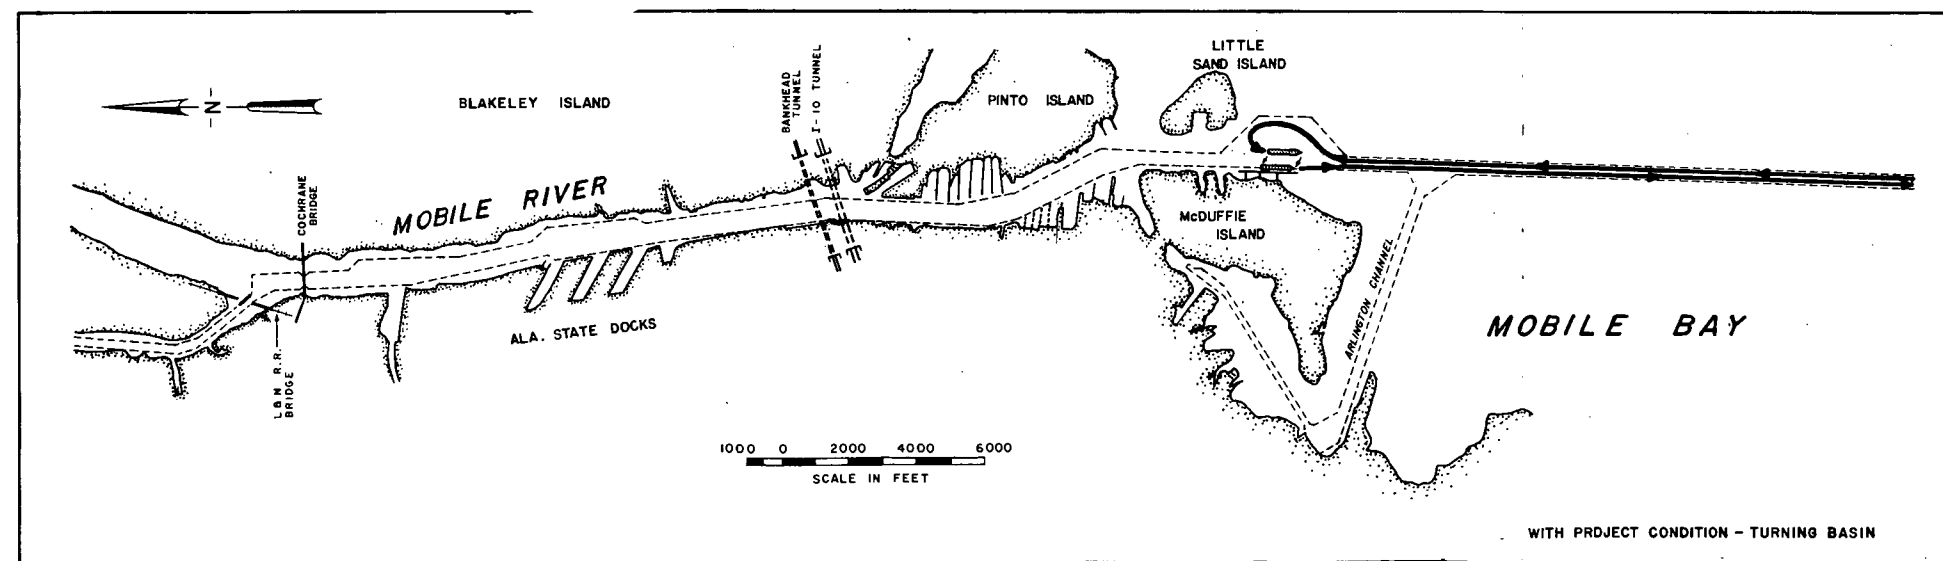 LITTLE
SAND ISLAND
N
BLAKELEY ISLAND
BANKHEAD
TUNNEL
I-10 TUNNEL
PINTO ISLAND
MOBILE RIVER
COCHRANE
BRIDGE
McDUFFIE
ISLAND
ARLINGTON CHANNEL
MOBILE BAY
ALA. STATE DOCKS
L&N R.R.
BRIDGE
1000 0 2000 4000 6000
SCALE IN FEET
WITH PROJECT CONDITION - TURNING BASIN